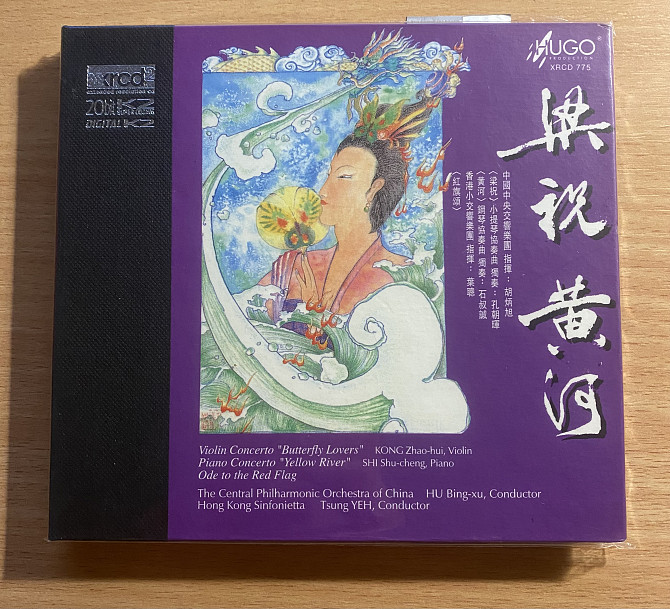 xrcd2
extended resolution cd
20bit K2
DIGITAL K2
HUGO
PRODUCTION
XRCD 775
梁祝
黄河
中國中央交響樂團 指揮：胡炳旭
〈梁祝〉小提琴協奏曲 獨奏：孔朝暉
〈黃河〉鋼琴協奏曲 獨奏：石叔誠
香港小交響樂團 指揮：葉聰
〈紅旗頌〉
Violin Concerto "Butterfly Lovers" KONG Zhao-hui, Violin
Piano Concerto "Yellow River" SHI Shu-cheng, Piano
Ode to the Red Flag
The Central Philharmonic Orchestra of China HU Bing-xu, Conductor
Hong Kong Sinfonietta Tsung YEH, Conductor